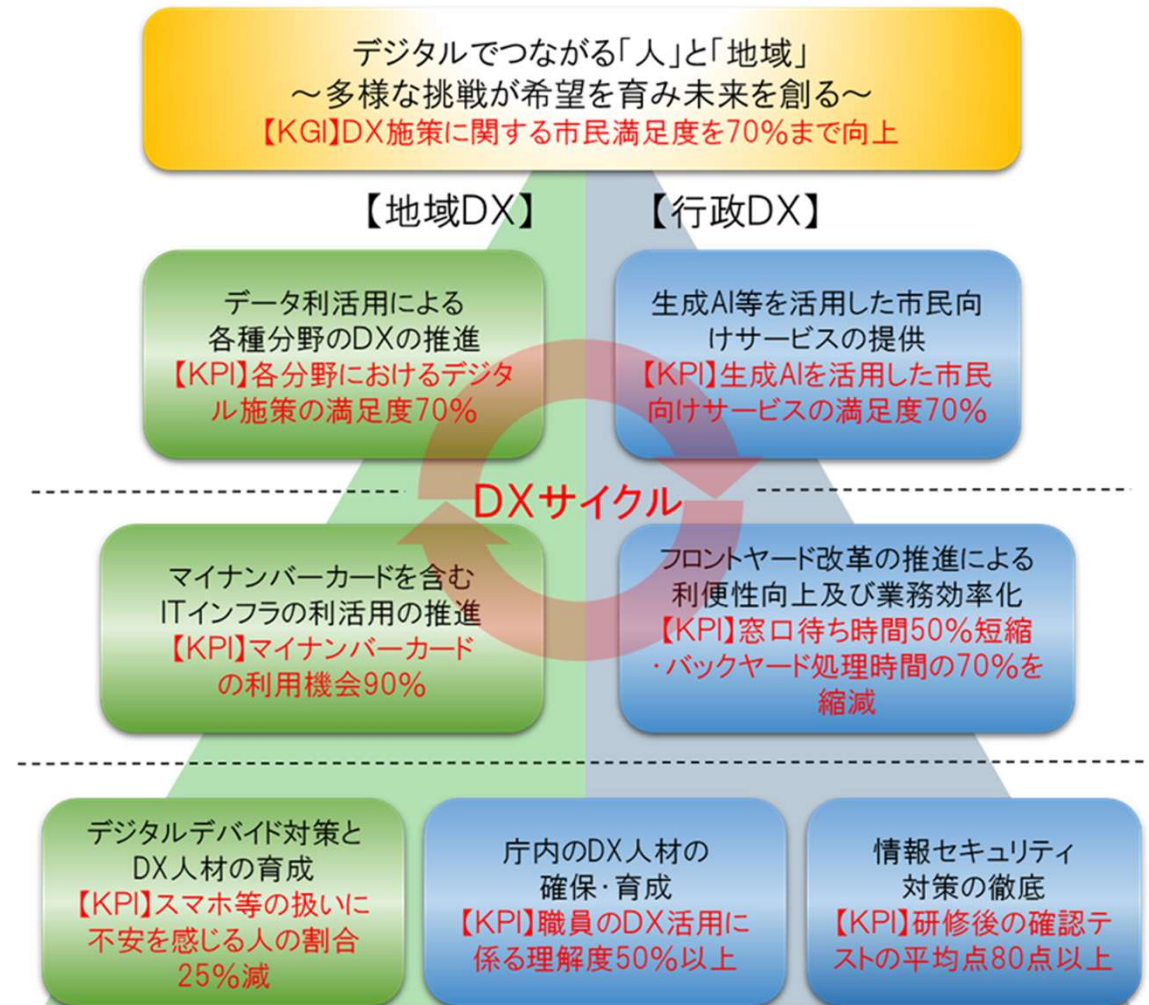 デジタルでつながる「人」と「地域」
～多様な挑戦が希望を育み未来を創る～
【KGI】DX施策に関する市民満足度を70%まで向上
【地域DX】
【行政DX】
データ利活用による
各種分野のDXの推進
【KPI】各分野におけるデジタ
ル施策の満足度70%
生成AI等を活用した市民向
けサービスの提供
【KPI】生成AIを活用した市民
向けサービスの満足度70%
DXサイクル
マイナンバーカードを含む
ITインフラの利活用の推進
【KPI】マイナンバーカード
の利用機会90%
フロントヤード改革の推進による
利便性向上及び業務効率化
【KPI】窓口待ち時間50%短縮
・バックヤード処理時間の70%を
縮減
デジタルデバイド対策と
DX人材の育成
【KPI】スマホ等の扱いに
不安を感じる人の割合
25%減
庁内のDX人材の
確保・育成
【KPI】職員のDX活用に
係る理解度50%以上
情報セキュリティ
対策の徹底
【KPI】研修後の確認テ
ストの平均点80点以上